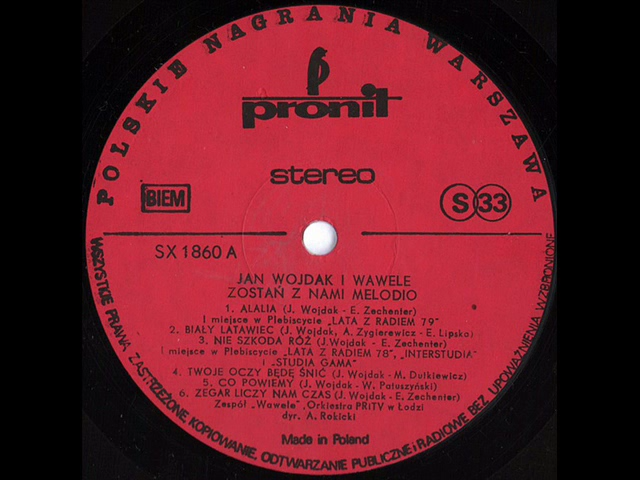 POLSKIE NAGRANIA WARSZAWA
pronit
stereo
BIEM
S 33
SX 1860 A
JAN WOJDAK I WAWELE
ZOSTAŃ Z NAMI MELODIO
1. ALALIA (J. Wojdak - E. Zechenter)
I miejsce w Plebiscycie „LATA Z RADIEM 79"
2. BIAŁY LATAWIEC (J. Wojdak, A. Zygierewicz - E. Lipsko)
3. NIE SZKODA RÓŻ (J. Wojdak - E. Zechenter)
I miejsce w Plebiscycie „LATA Z RADIEM 78", „INTERSTUDIA"
i „STUDIA GAMA"
4. TWOJE OCZY BĘDĘ ŚNIĆ (J. Wojdak - M. Dutkiewicz)
5. CO POWIEMY (J. Wojdak - W. Patuszyński)
6. ZEGAR LICZY NAM CZAS (J. Wojdak - E. Zechenter)
Zespół „Wawele", Orkiestra PRiTV w Łodzi
dyr. A. Rokicki
Made in Poland
WSZYSTKIE PRAWA ZASTRZEŻONE. KOPIOWANIE, ODTWARZANIE PUBLICZNE i RADIOWE BEZ UPOWAŻNIENIA WZBRONIONE